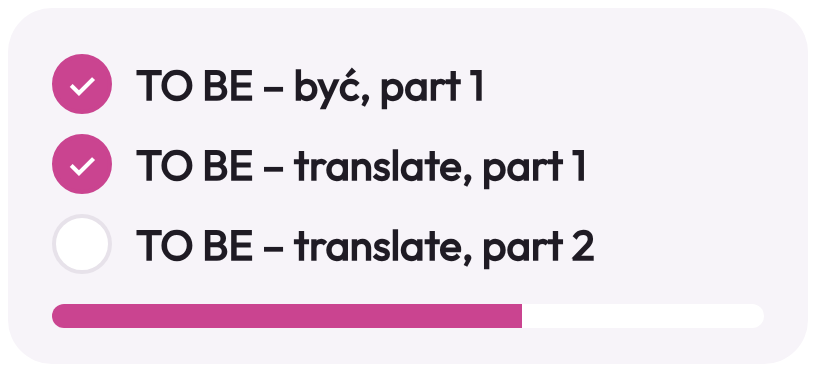 TO BE – być, part 1
TO BE – translate, part 1
TO BE – translate, part 2